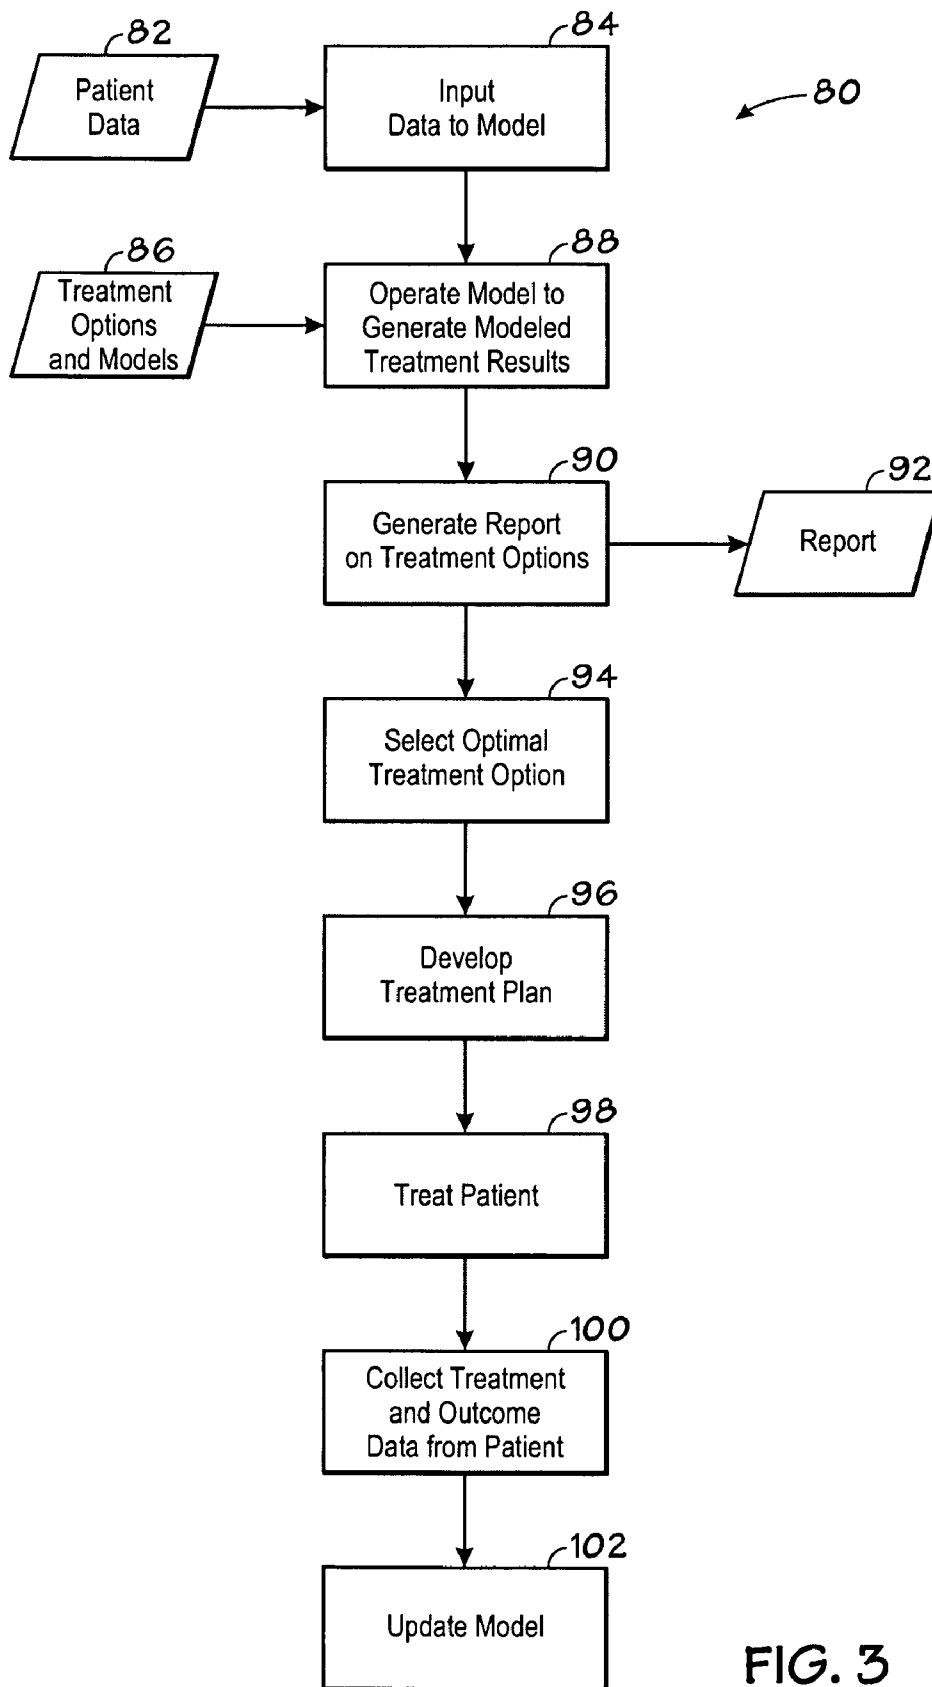 82
Patient
Data
84
Input
Data to Model
80
86
Treatment
Options
and Models
88
Operate Model to
Generate Modeled
Treatment Results
90
Generate Report
on Treatment Options
92
Report
94
Select Optimal
Treatment Option
96
Develop
Treatment Plan
98
Treat Patient
100
Collect Treatment
and Outcome
Data from Patient
102
Update Model
FIG. 3